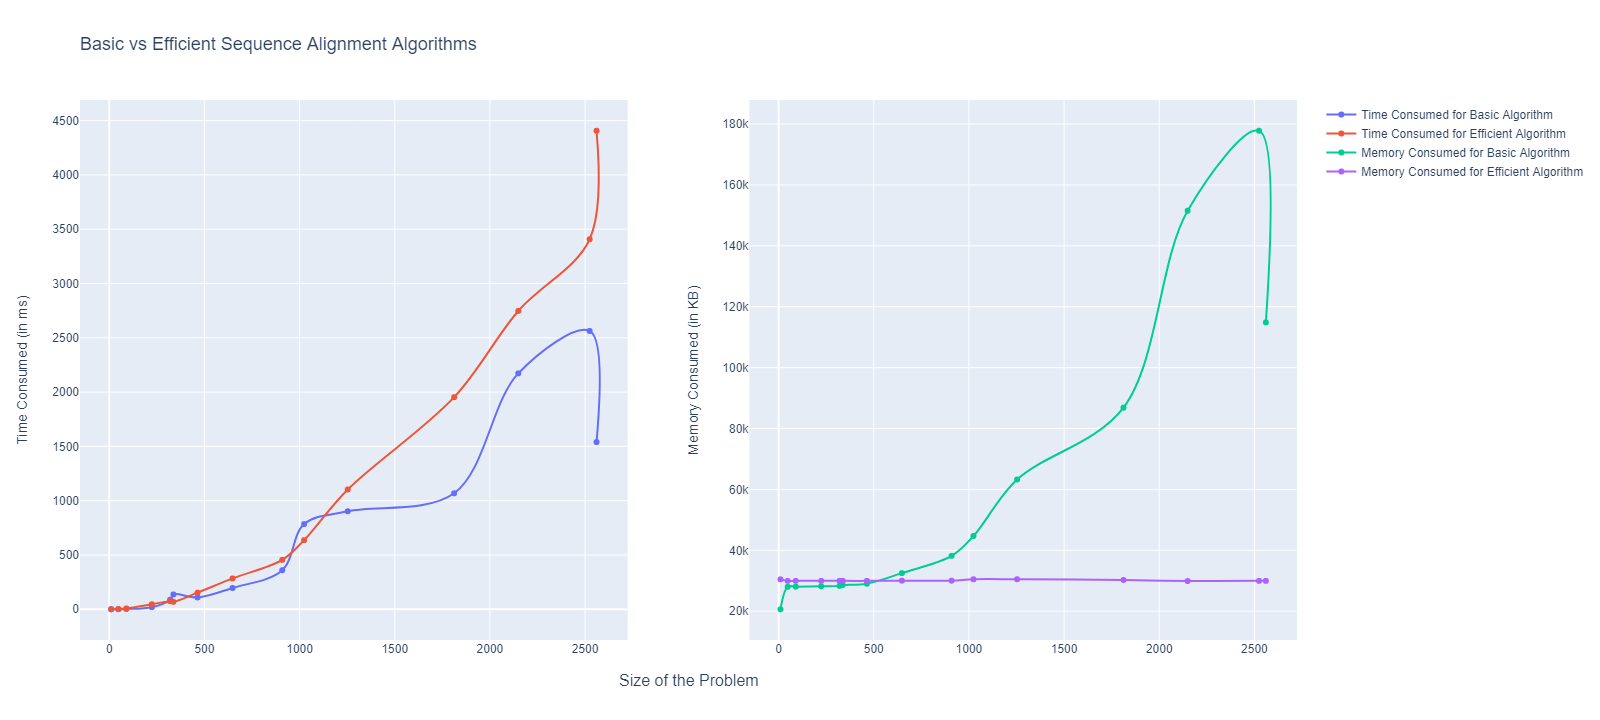 Basic vs Efficient Sequence Alignment Algorithms
Time Consumed (in ms)
4500
4000
3500
3000
2500
2000
1500
1000
500
0
0
500
1000
1500
2000
2500
Memory Consumed (in KB)
180k
160k
140k
120k
100k
80k
60k
40k
20k
0
500
1000
1500
2000
2500
Size of the Problem
Time Consumed for Basic Algorithm
Time Consumed for Efficient Algorithm
Memory Consumed for Basic Algorithm
Memory Consumed for Efficient Algorithm